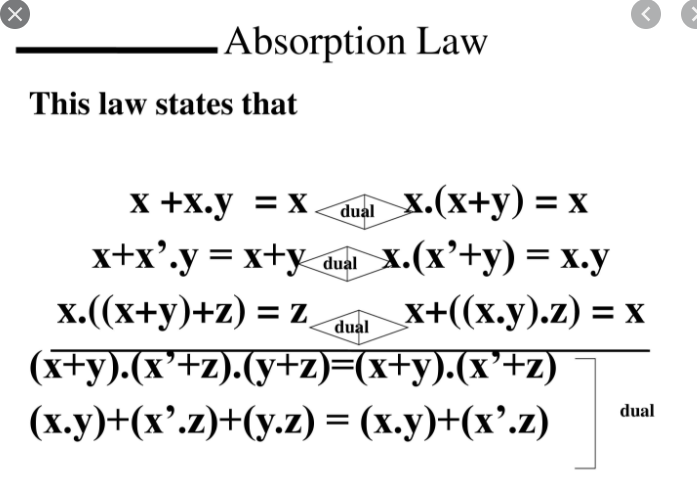 Absorption Law
This law states that
x +x.y = x dual x.(x+y) = x
x+x’.y = x+y dual x.(x’+y) = x.y
x.((x+y)+z) = z dual x+((x.y).z) = x
(x+y).(x’+z).(y+z)=(x+y).(x’+z)
(x.y)+(x’.z)+(y.z) = (x.y)+(x’.z)
dual